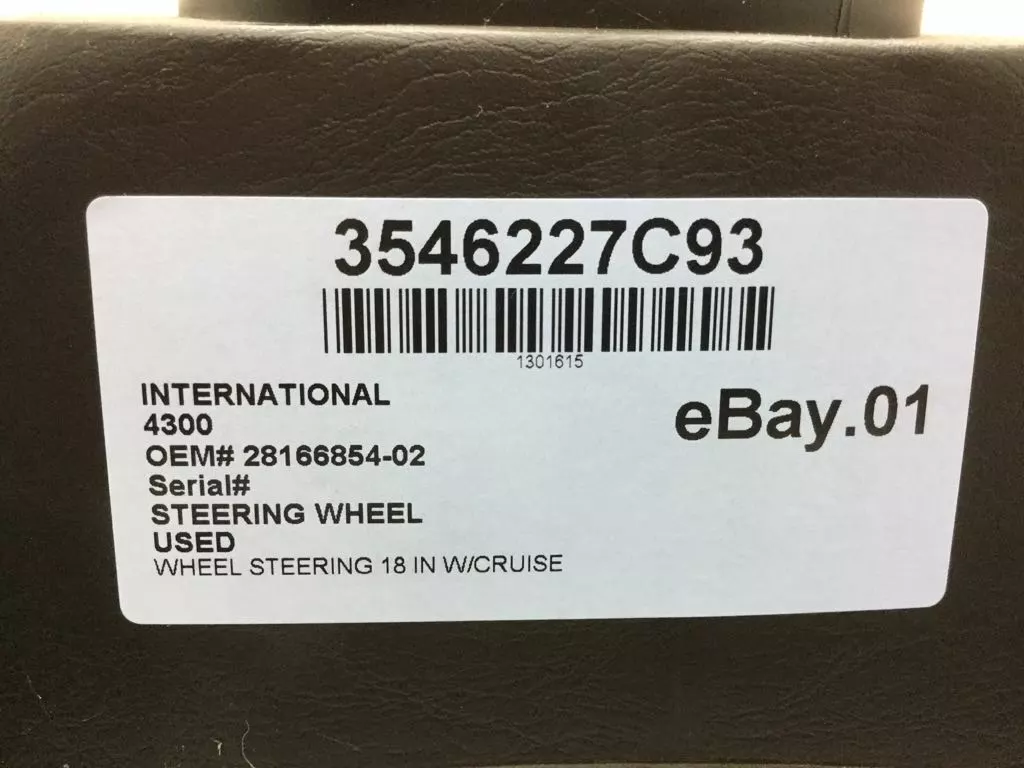 3546227C93
1301615
INTERNATIONAL
4300
eBay.01
OEM# 28166854-02
Serial#
STEERING WHEEL
USED
WHEEL STEERING 18 IN W/CRUISE